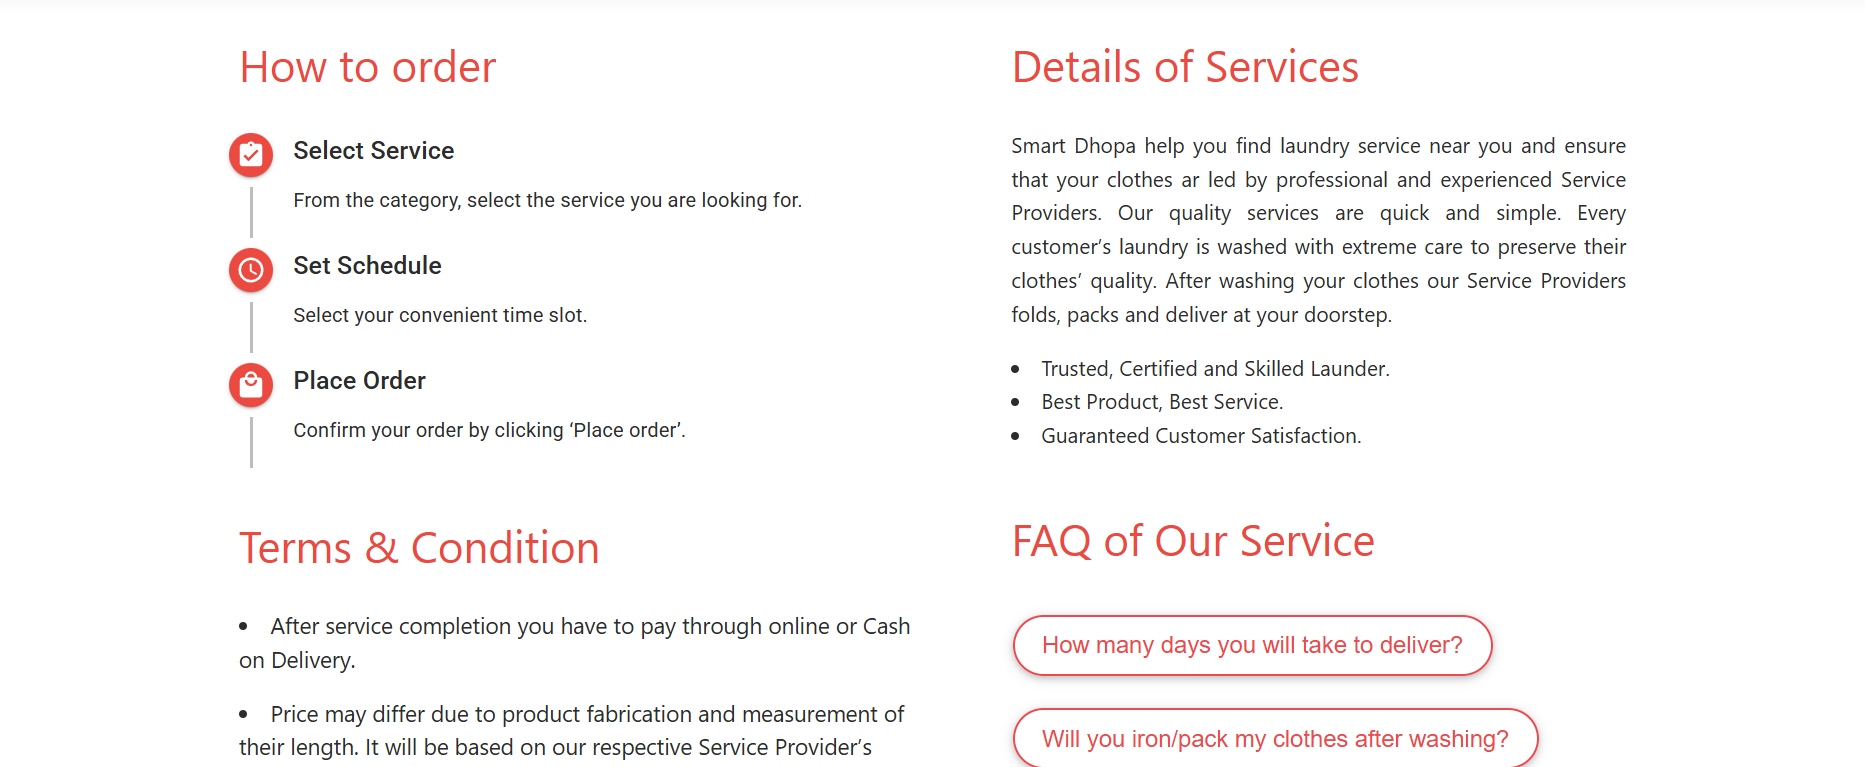 How to order
Select Service
From the category, select the service you are looking for.
Set Schedule
Select your convenient time slot.
Place Order
Confirm your order by clicking ‘Place order’.
Terms & Condition
• After service completion you have to pay through online or Cash
on Delivery.
• Price may differ due to product fabrication and measurement of
their length. It will be based on our respective Service Provider’s
Details of Services
Smart Dhopa help you find laundry service near you and ensure
that your clothes ar led by professional and experienced Service
Providers. Our quality services are quick and simple. Every
customer’s laundry is washed with extreme care to preserve their
clothes’ quality. After washing your clothes our Service Providers
folds, packs and deliver at your doorstep.
• Trusted, Certified and Skilled Launder.
• Best Product, Best Service.
• Guaranteed Customer Satisfaction.
FAQ of Our Service
How many days you will take to deliver?
Will you iron/pack my clothes after washing?